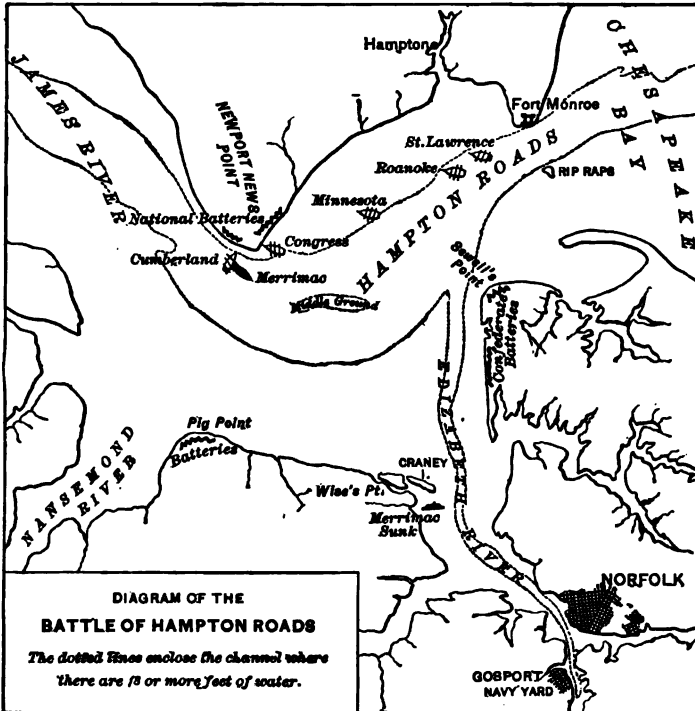 Hampton
CHESAPEAKE
BAY
JAMES RIVER
NEWPORT NEWS
POINT
Fort Monroe
St. Lawrence
Roanoke
RIP RAPS
Minnesota
HAMPTON ROADS
National Batteries
Congress
Cumberland
Merrimac
Sewall's
Point
Middle Ground
Confederate
Batteries
ELIZABETH
RIVER
Pig Point
Batteries
NANSEMOND
RIVER
CRANEY
Wise's Pt.
Merrimac
Sunk
NORFOLK
GOSPORT
NAVY YARD
DIAGRAM OF THE
BATTLE OF HAMPTON ROADS
The dotted lines enclose the channel where
there are 18 or more feet of water.